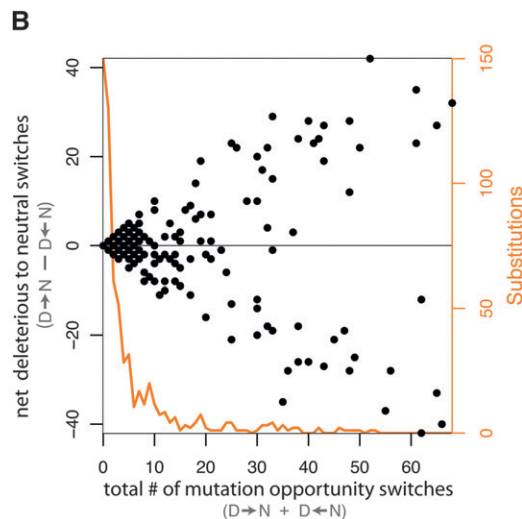 B
net deleterious to neutral switches
(D→N — D←N)
40
20
0
−20
−40
150
100
50
0
Substitutions
0 10 20 30 40 50 60
total # of mutation opportunity switches
(D→N + D←N)